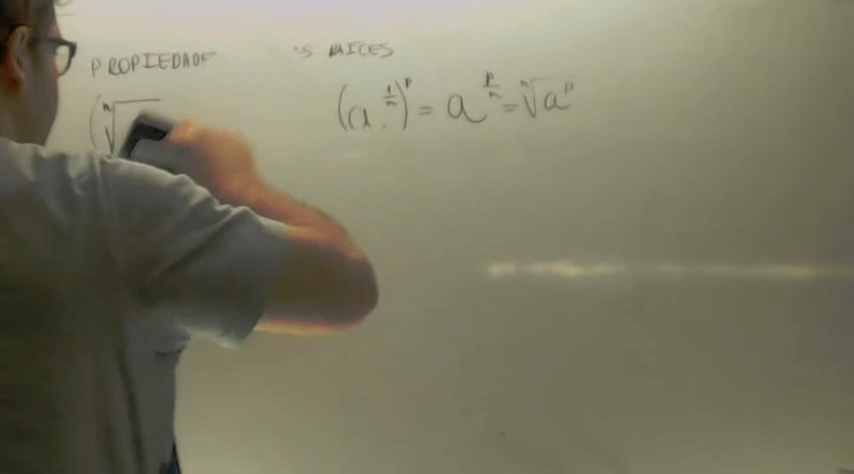 PROPIEDADE 'S RAICES
(ⁿ√ (a^{1/n})^p = a^{p/n} = ⁿ√a^p